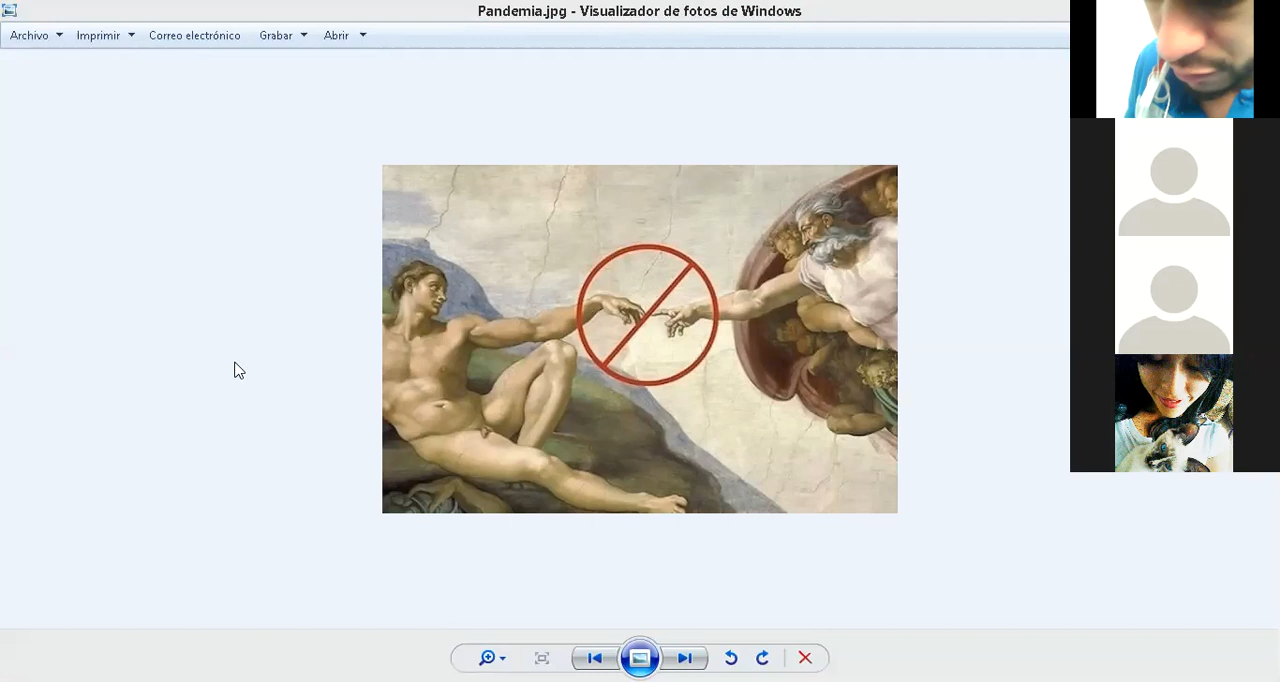 Pandemia.jpg - Visualizador de fotos de Windows
Archivo Imprimir Correo electrónico Grabar Abrir